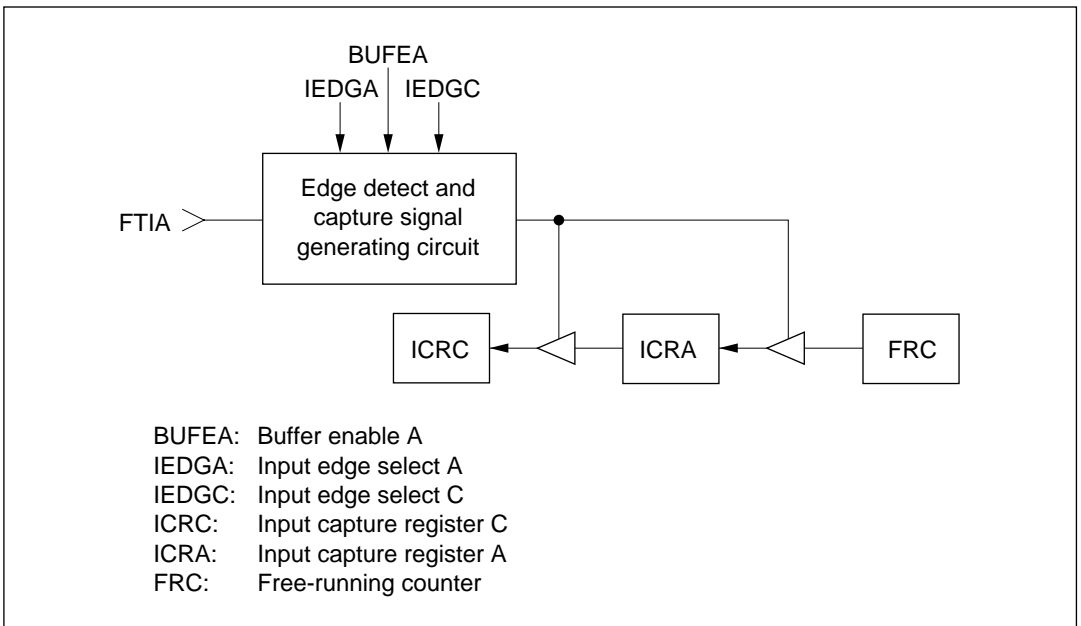 BUFEA
IEDGA IEDGC
Edge detect and
capture signal
generating circuit
FTIA
ICRC ICRA FRC
BUFEA: Buffer enable A
IEDGA: Input edge select A
IEDGC: Input edge select C
ICRC: Input capture register C
ICRA: Input capture register A
FRC: Free-running counter